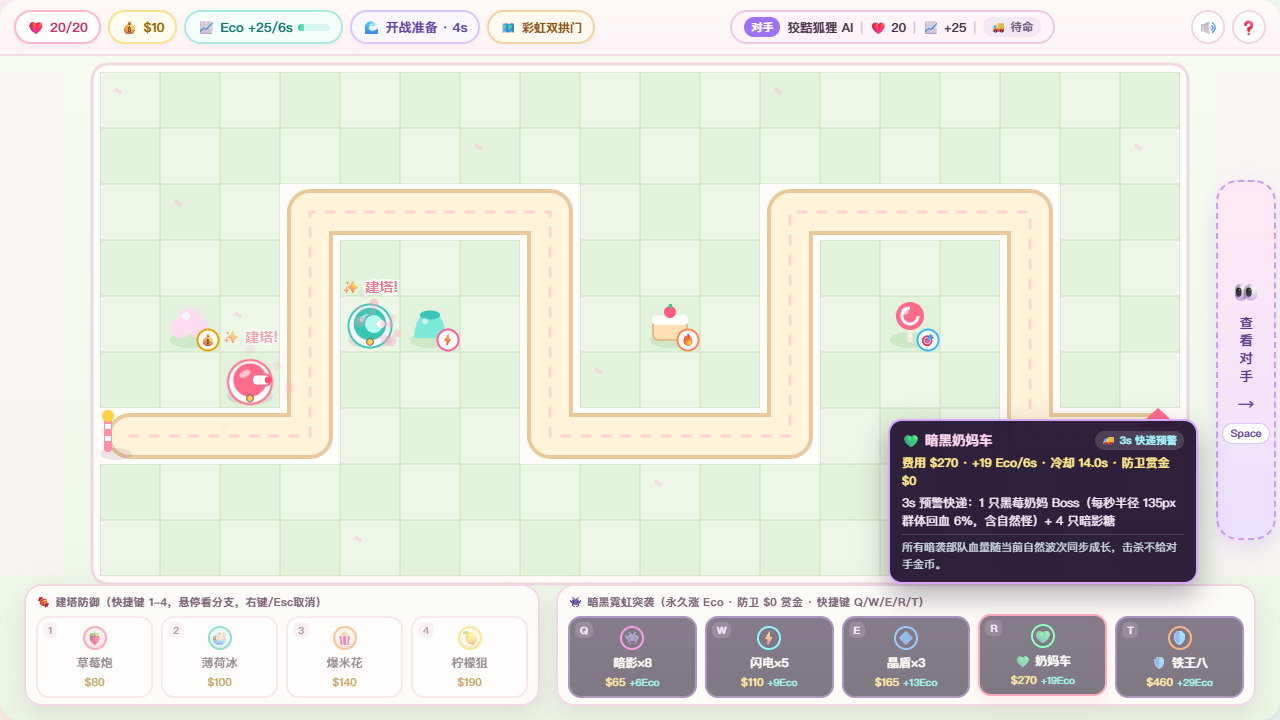 20/20
$10
Eco +25/6s
开战准备 · 4s
彩虹双拱门
对手 狡黠狐狸 AI | 20 | +25 | 待命
?
建塔!
建塔!
查看对手
→
Space
暗黑奶妈车
3s 快递预警
费用 $270 · +19 Eco/6s · 冷却 14.0s · 防卫赏金
$0
3s 预警快递：1 只黑莓奶妈 Boss（每秒半径 135px
群体回血 6%，含自然怪）+ 4 只暗影糖
所有暗袭部队血量随当前自然波次同步成长，击杀不给对
手金币。
建塔防御（快捷键 1–4，悬停看分支，右键/Esc取消）
1
草莓炮
$80
2
薄荷冰
$100
3
爆米花
$140
4
柠檬狙
$190
暗黑霓虹突袭（永久涨 Eco · 防卫 $0 赏金 · 快捷键 Q/W/E/R/T）
Q
暗影x8
$65 +6Eco
W
闪电x5
$110 +9Eco
E
晶盾x3
$165 +13Eco
R
奶妈车
$270 +19Eco
T
铁王八
$460 +29Eco